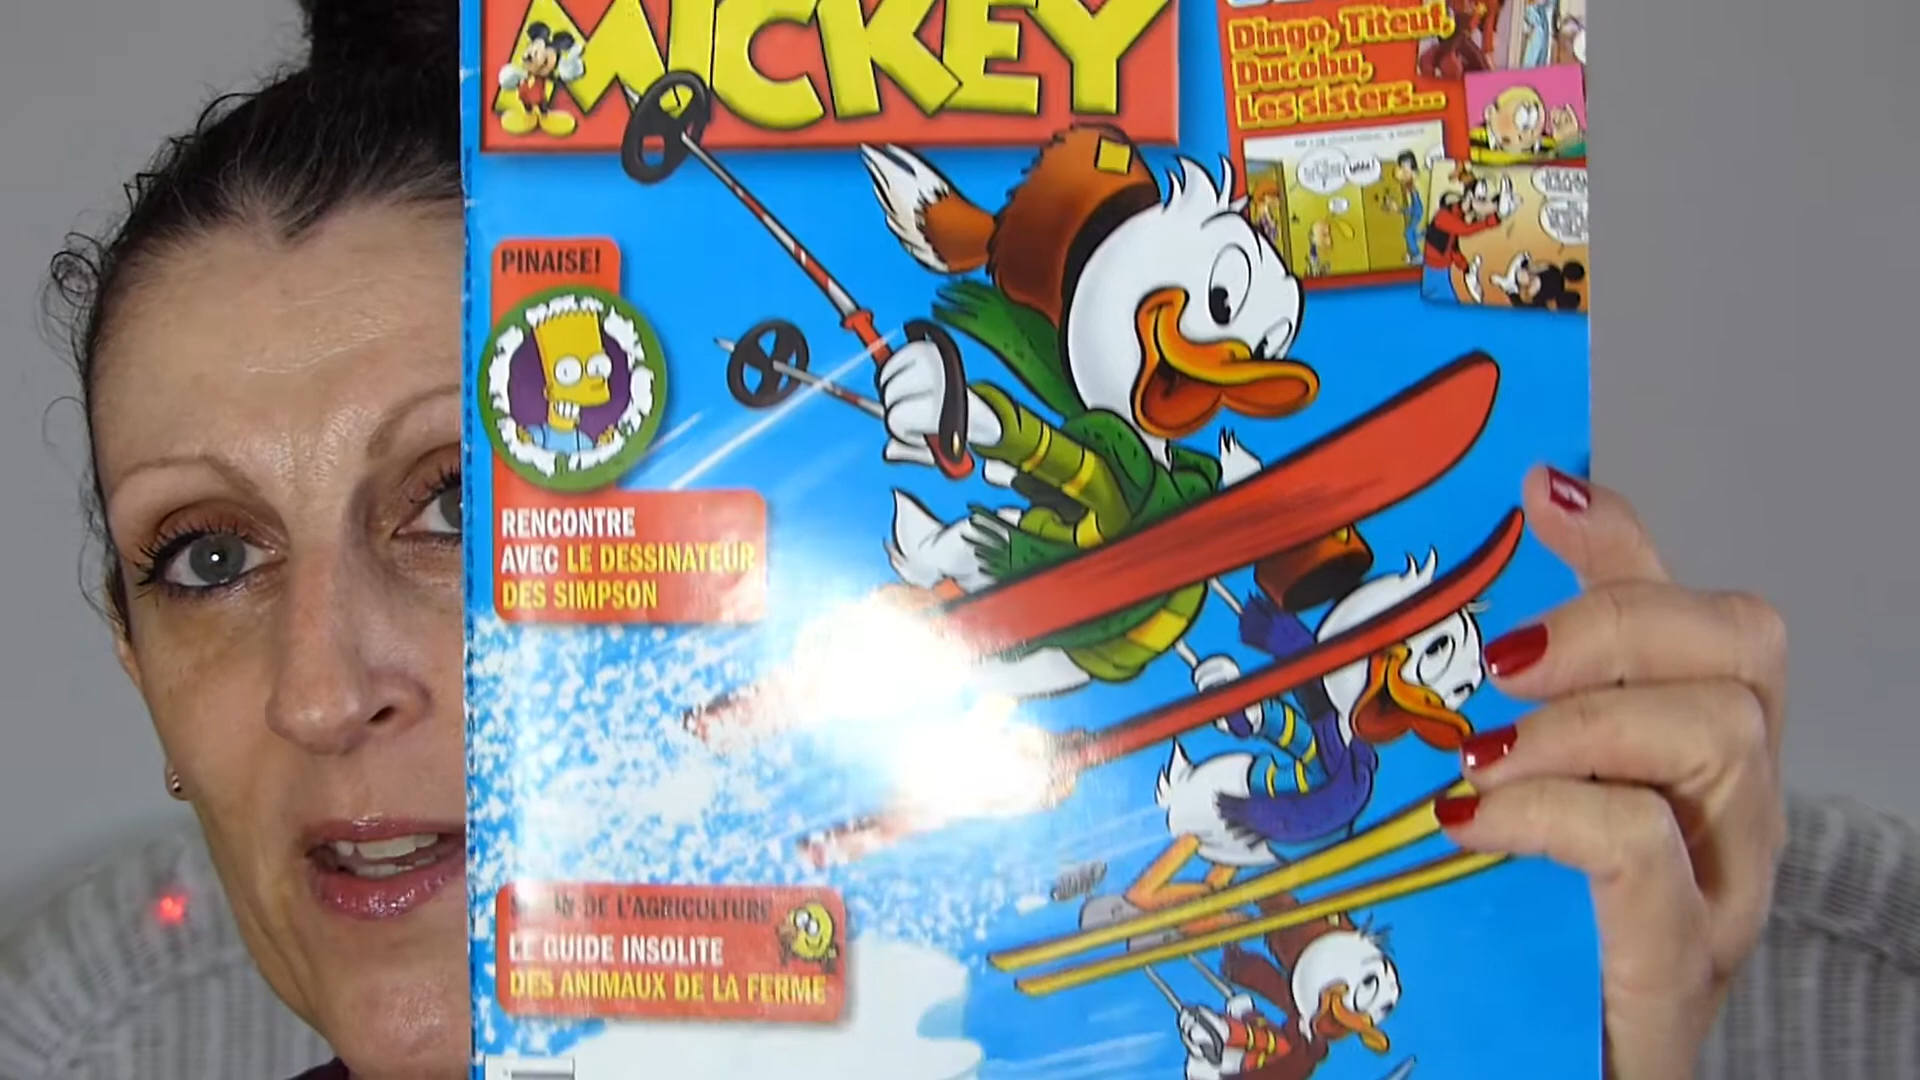 MICKEY
Dingo, Titeuf,
Ducobu,
Les sisters...
PINAISE!
RENCONTRE
AVEC LE DESSINATEUR
DES SIMPSON
DE L'AGRICULTURE
LE GUIDE INSOLITE
DES ANIMAUX DE LA FERME